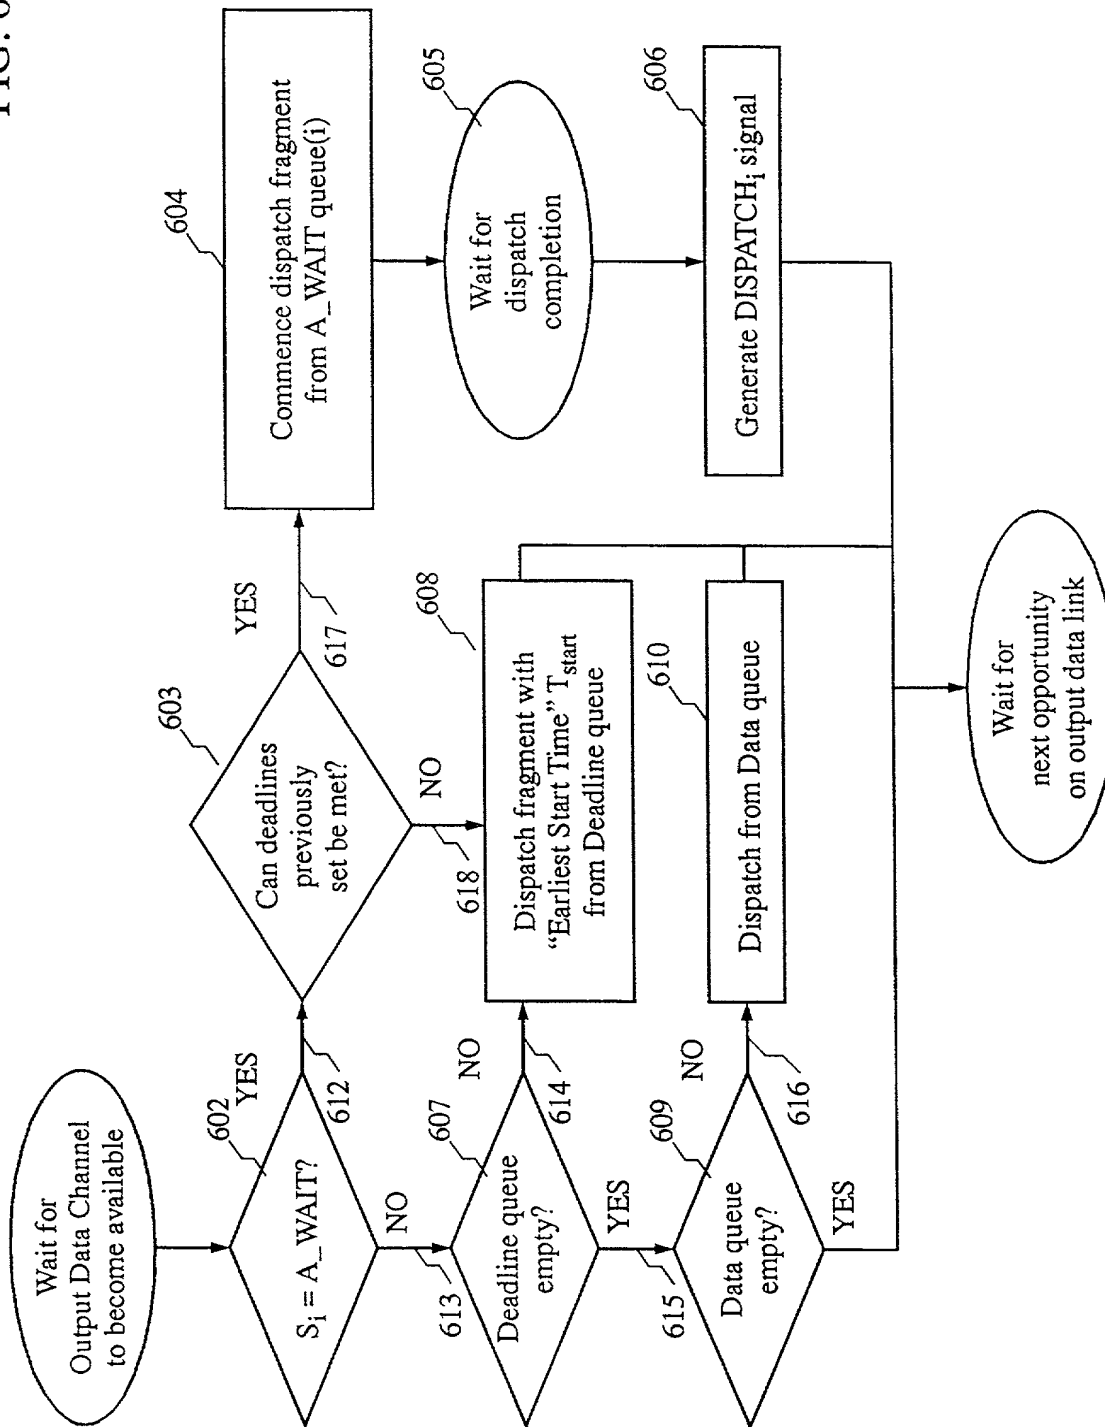 FIG. 6
Wait for
Output Data Channel
to become available
602
S_i = A_WAIT?
YES
612
NO
613
603
Can deadlines
previously
set be met?
YES
617
NO
618
604
Commence dispatch fragment
from A_WAIT queue(i)
605
Wait for
dispatch
completion
606
Generate DISPATCH_i signal
607
Deadline queue
empty?
NO
614
YES
615
608
Dispatch fragment with
“Earliest Start Time” T_start
from Deadline queue
609
Data queue
empty?
NO
616
YES
610
Dispatch from Data queue
Wait for
next opportunity
on output data link